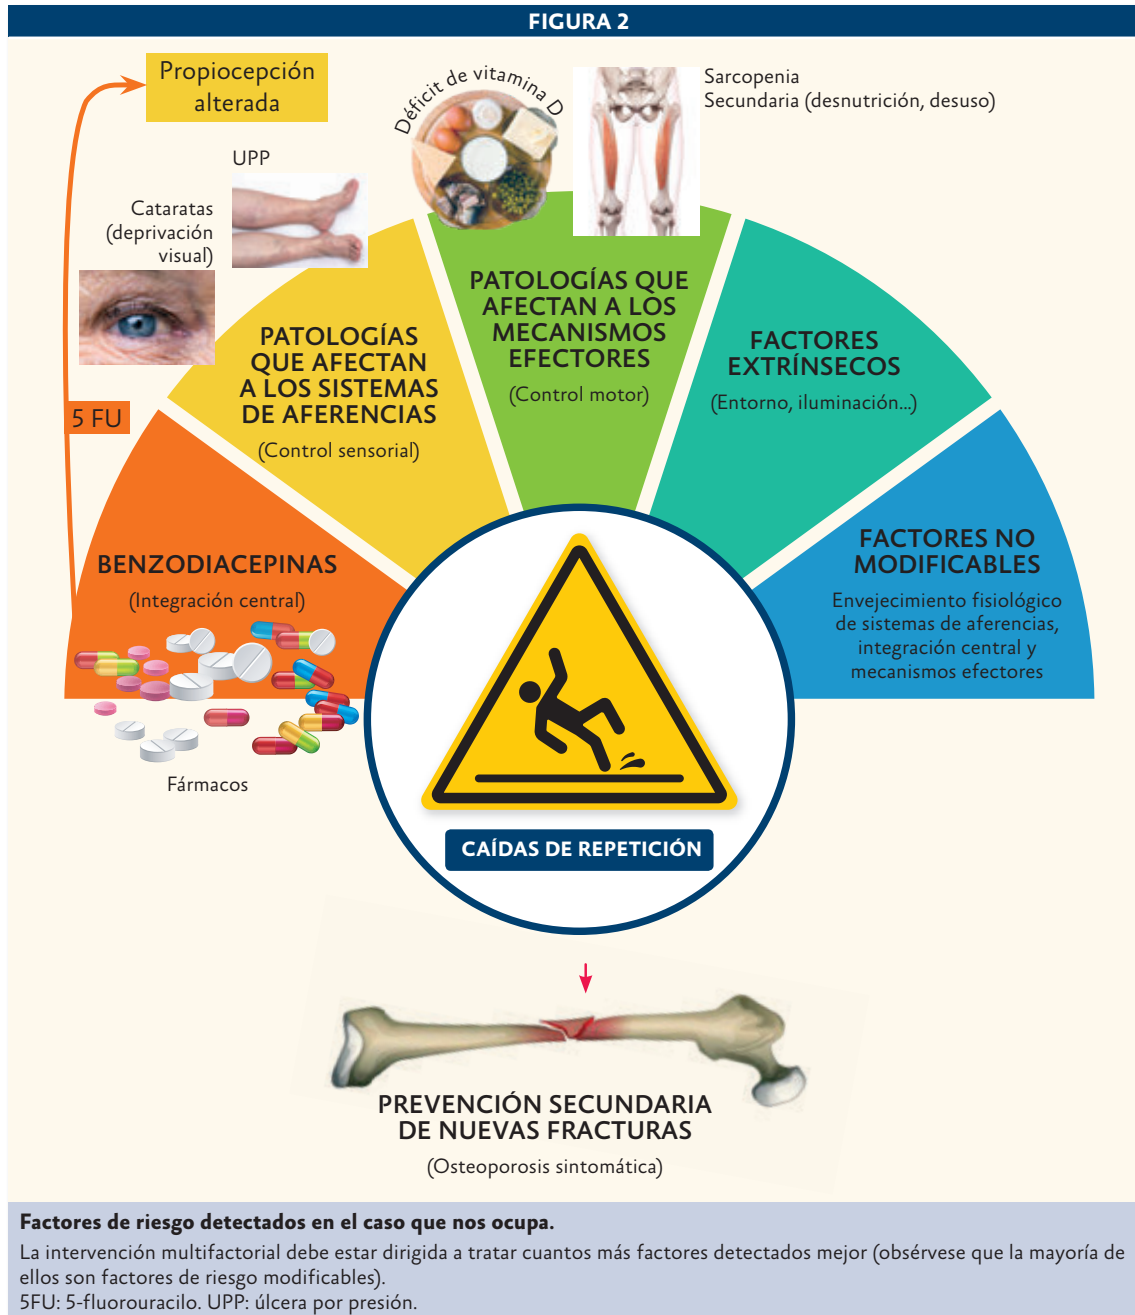 FIGURA 2
Propiocepción
alterada
UPP
Cataratas
(deprivación
visual)
5 FU
Déficit de vitamina D
Sarcopenia
Secundaria (desnutrición, desuso)
BENZODIACEPINAS
(Integración central)
Fármacos
PATOLOGÍAS
QUE AFECTAN
A LOS SISTEMAS
DE AFERENCIAS
(Control sensorial)
PATOLOGÍAS QUE
AFECTAN A LOS
MECANISMOS
EFECTORES
(Control motor)
FACTORES
EXTRÍNSECOS
(Entorno, iluminación...)
FACTORES NO
MODIFICABLES
Envejecimiento fisiológico
de sistemas de aferencias,
integración central y
mecanismos efectores
CAÍDAS DE REPETICIÓN
PREVENCIÓN SECUNDARIA
DE NUEVAS FRACTURAS
(Osteoporosis sintomática)
Factores de riesgo detectados en el caso que nos ocupa.
La intervención multifactorial debe estar dirigida a tratar cuantos más factores detectados mejor (obsérvese que la mayoría de
ellos son factores de riesgo modificables).
5FU: 5-fluorouracilo. UPP: úlcera por presión.